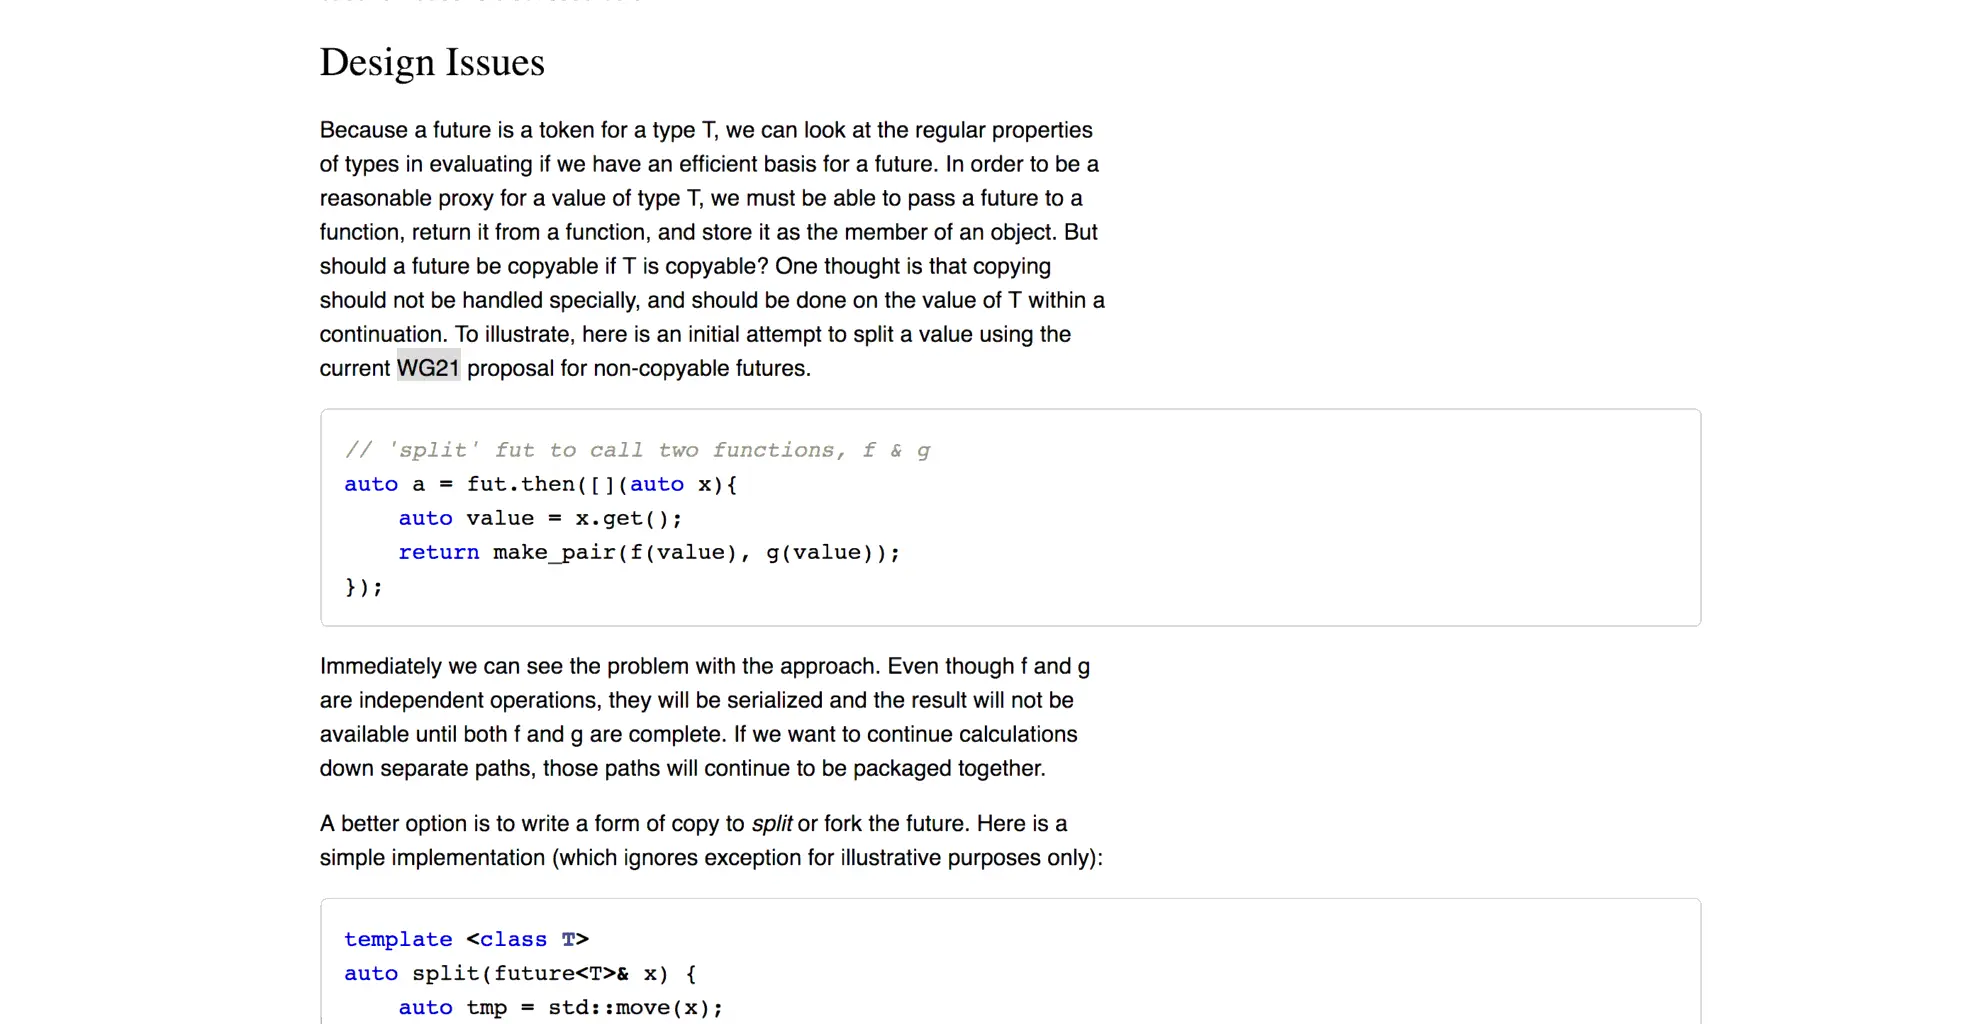 Design Issues
Because a future is a token for a type T, we can look at the regular properties
of types in evaluating if we have an efficient basis for a future. In order to be a
reasonable proxy for a value of type T, we must be able to pass a future to a
function, return it from a function, and store it as the member of an object. But
should a future be copyable if T is copyable? One thought is that copying
should not be handled specially, and should be done on the value of T within a
continuation. To illustrate, here is an initial attempt to split a value using the
current WG21 proposal for non-copyable futures.
// 'split' fut to call two functions, f & g
auto a = fut.then([](auto x){
    auto value = x.get();
    return make_pair(f(value), g(value));
});
Immediately we can see the problem with the approach. Even though f and g
are independent operations, they will be serialized and the result will not be
available until both f and g are complete. If we want to continue calculations
down separate paths, those paths will continue to be packaged together.
A better option is to write a form of copy to split or fork the future. Here is a
simple implementation (which ignores exception for illustrative purposes only):
template <class T>
auto split(future<T>& x) {
    auto tmp = std::move(x);